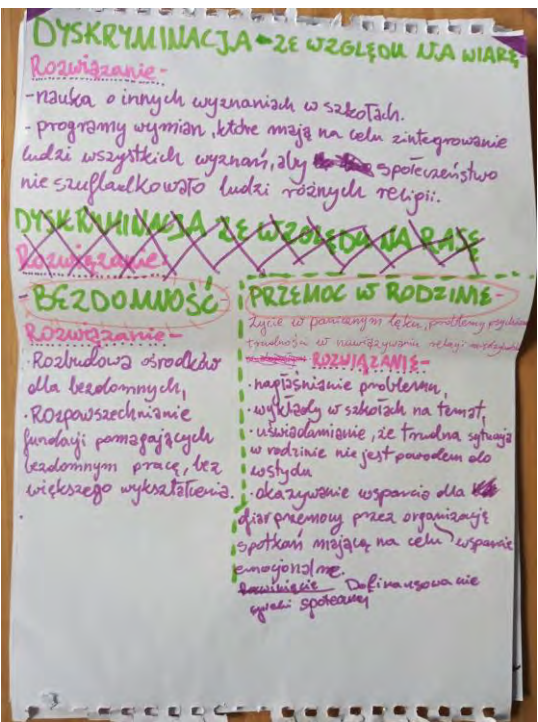 DYSKRYMINACJA - ZE WZGLĘDU NA WIARĘ
Rozwiązanie -
- nauka o innych wyznaniach w szkołach.
- programy wymian, które mają na celu zintegrowanie
ludzi wszystkich wyznań, aby społeczeństwo
nie szufladkowało ludzi różnych religii.
DYSKRYMINACJA ZE WZGLĘDU NA RASĘ
Rozwiązanie -
- BEZDOMNOŚĆ -
Rozwiązanie -
· Rozbudowa ośrodków
dla bezdomnych,
· Rozpowszechnianie
fundacji pomagających
bezdomnym pracę, bez
większego wykształcenia.
PRZEMOC W RODZINIE -
życie w panicznym lęku, problemy
trudności w nawiązywaniu relacji
ROZWIĄZANIE -
· nagłaśnianie problemu,
· wykłady w szkołach na temat,
· uświadamianie, że trudna sytuacja
w rodzinie nie jest powodem do
wstydu
· okazywanie wsparcia dla
ofiar przemocy przez organizację
spotkań mającą na celu wsparcie
emocjonalne.
Dofinansowanie
społecznej